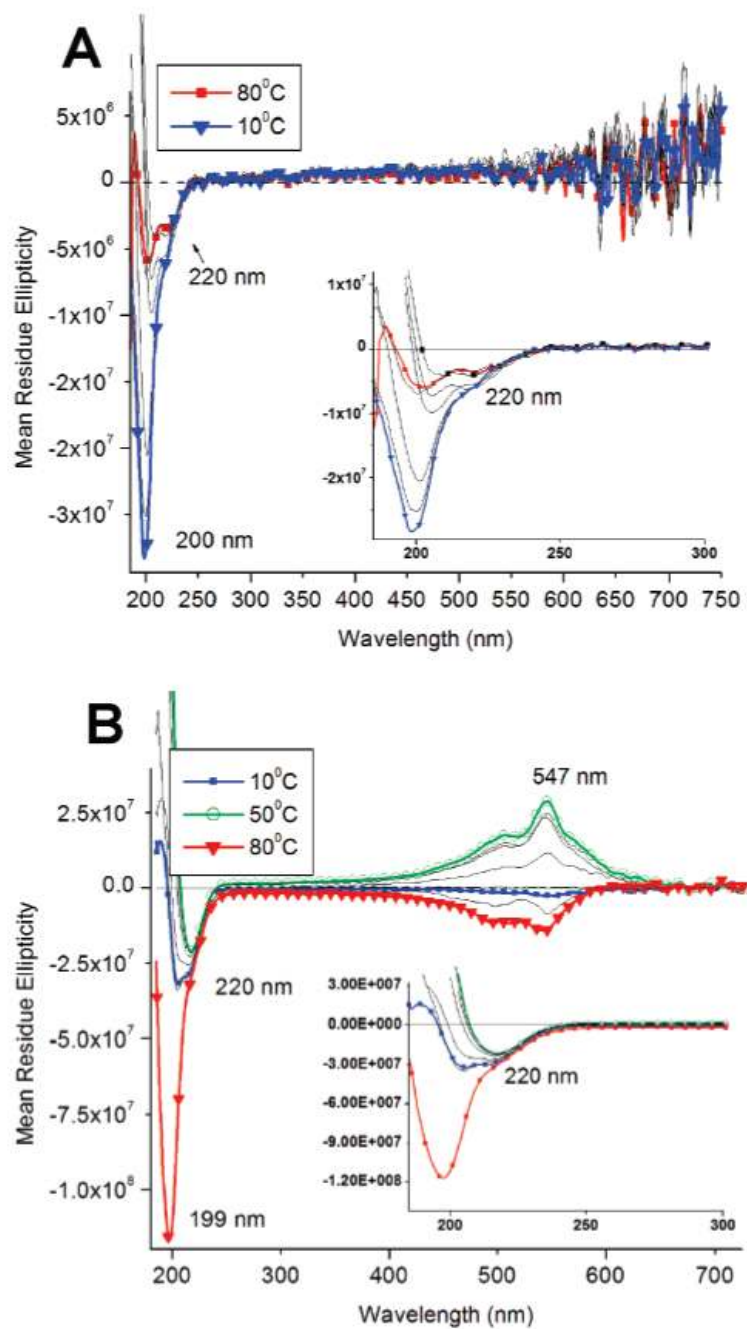 A
80⁰C
10⁰C
5x10⁶
0
-5x10⁶
-1x10⁷
-2x10⁷
-2x10⁷
-3x10⁷
Mean Residue Ellipticity
220 nm
200 nm
1x10⁷
0
-1x10⁷
-2x10⁷
220 nm
200 250 300
200 250 300 350 400 450 500 550 600 650 700 750
Wavelength (nm)
B
10⁰C
50⁰C
80⁰C
547 nm
2.5x10⁷
0.0
-2.5x10⁷
-5.0x10⁷
-7.5x10⁷
-1.0x10⁸
Mean Residue Ellipticity
220 nm
199 nm
3.00E+007
0.00E+000
-3.00E+007
-6.00E+007
-9.00E+007
-1.20E+008
220 nm
200 250 300
200 300 400 500 600 700
Wavelength (nm)